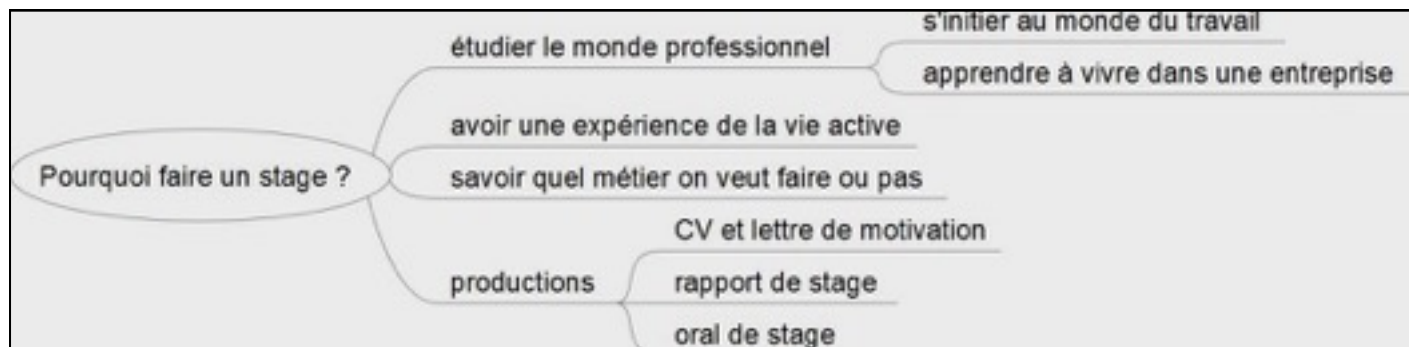 Pourquoi faire un stage ?
étudier le monde professionnel
s'initier au monde du travail
apprendre à vivre dans une entreprise
avoir une expérience de la vie active
savoir quel métier on veut faire ou pas
productions
CV et lettre de motivation
rapport de stage
oral de stage